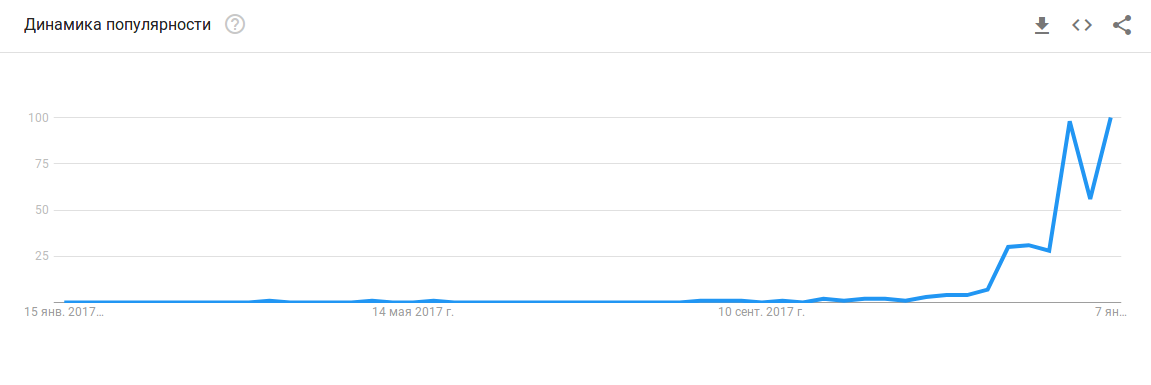 Динамика популярности ?
100
75
50
25
15 янв. 2017…
14 мая 2017 г.
10 сент. 2017 г.
7 ян…